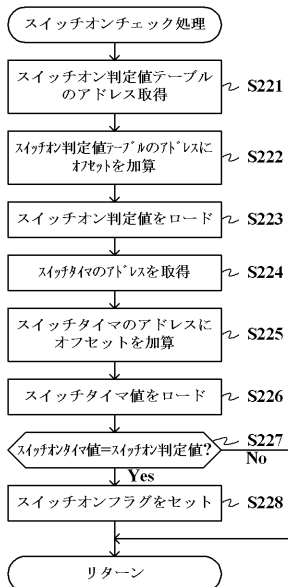 スイッチオンチェック処理
スイッチオン判定値テーブル
のアドレス取得
S221
スイッチオン判定値テーブルのアドレスに
オフセットを加算
S222
スイッチオン判定値をロード
S223
スイッチタイマのアドレスを取得
S224
スイッチタイマのアドレスに
オフセットを加算
S225
スイッチタイマ値をロード
S226
スイッチオンタイマ値=スイッチオン判定値?
S227
No
Yes
スイッチオンフラグをセット
S228
リターン